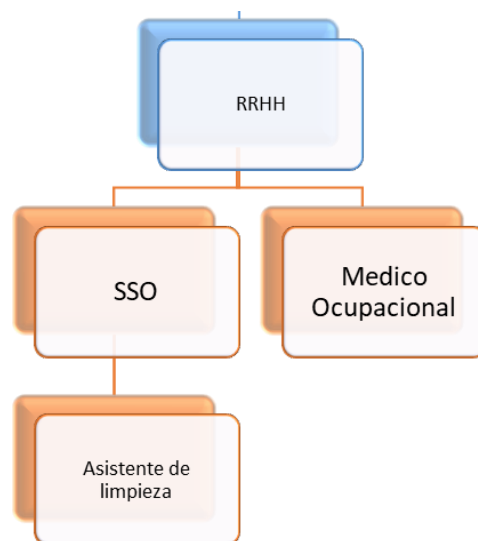 RRHH
SSO
Medico
Ocupacional
Asistente de
limpieza